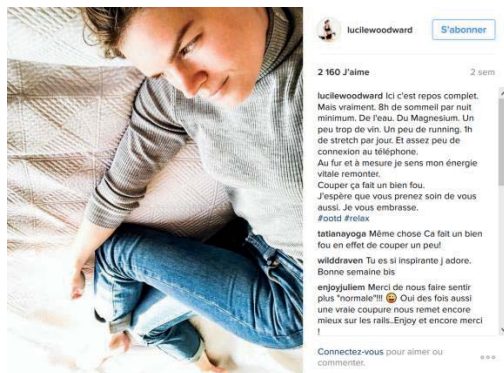 lucilewoodward
S'abonner
2 160 J'aime
2 sem
lucilewoodward Ici c'est repos complet.
Mais vraiment. 8h de sommeil par nuit
minimum. De l'eau. Du Magnesium. Un
peu trop de vin. Un peu de running. 1h
de stretch par jour. Et assez peu de
connexion au téléphone.
Au fur et à mesure je sens mon énergie
vitale remonter.
Couper ça fait un bien fou.
J'espère que vous prenez soin de vous
aussi. Je vous embrasse.
#ootd #relax
tatianayoga Même chose Ca fait un bien
fou en effet de couper un peu!
wilddraven Tu es si inspirante j adore.
Bonne semaine bis
enjoyjuliem Merci de nous faire sentir
plus "normale"!!! 😄 Oui des fois aussi
une vraie coupure nous remet encore
mieux sur les rails..Enjoy et encore merci
!
Connectez-vous pour aimer ou
commenter.